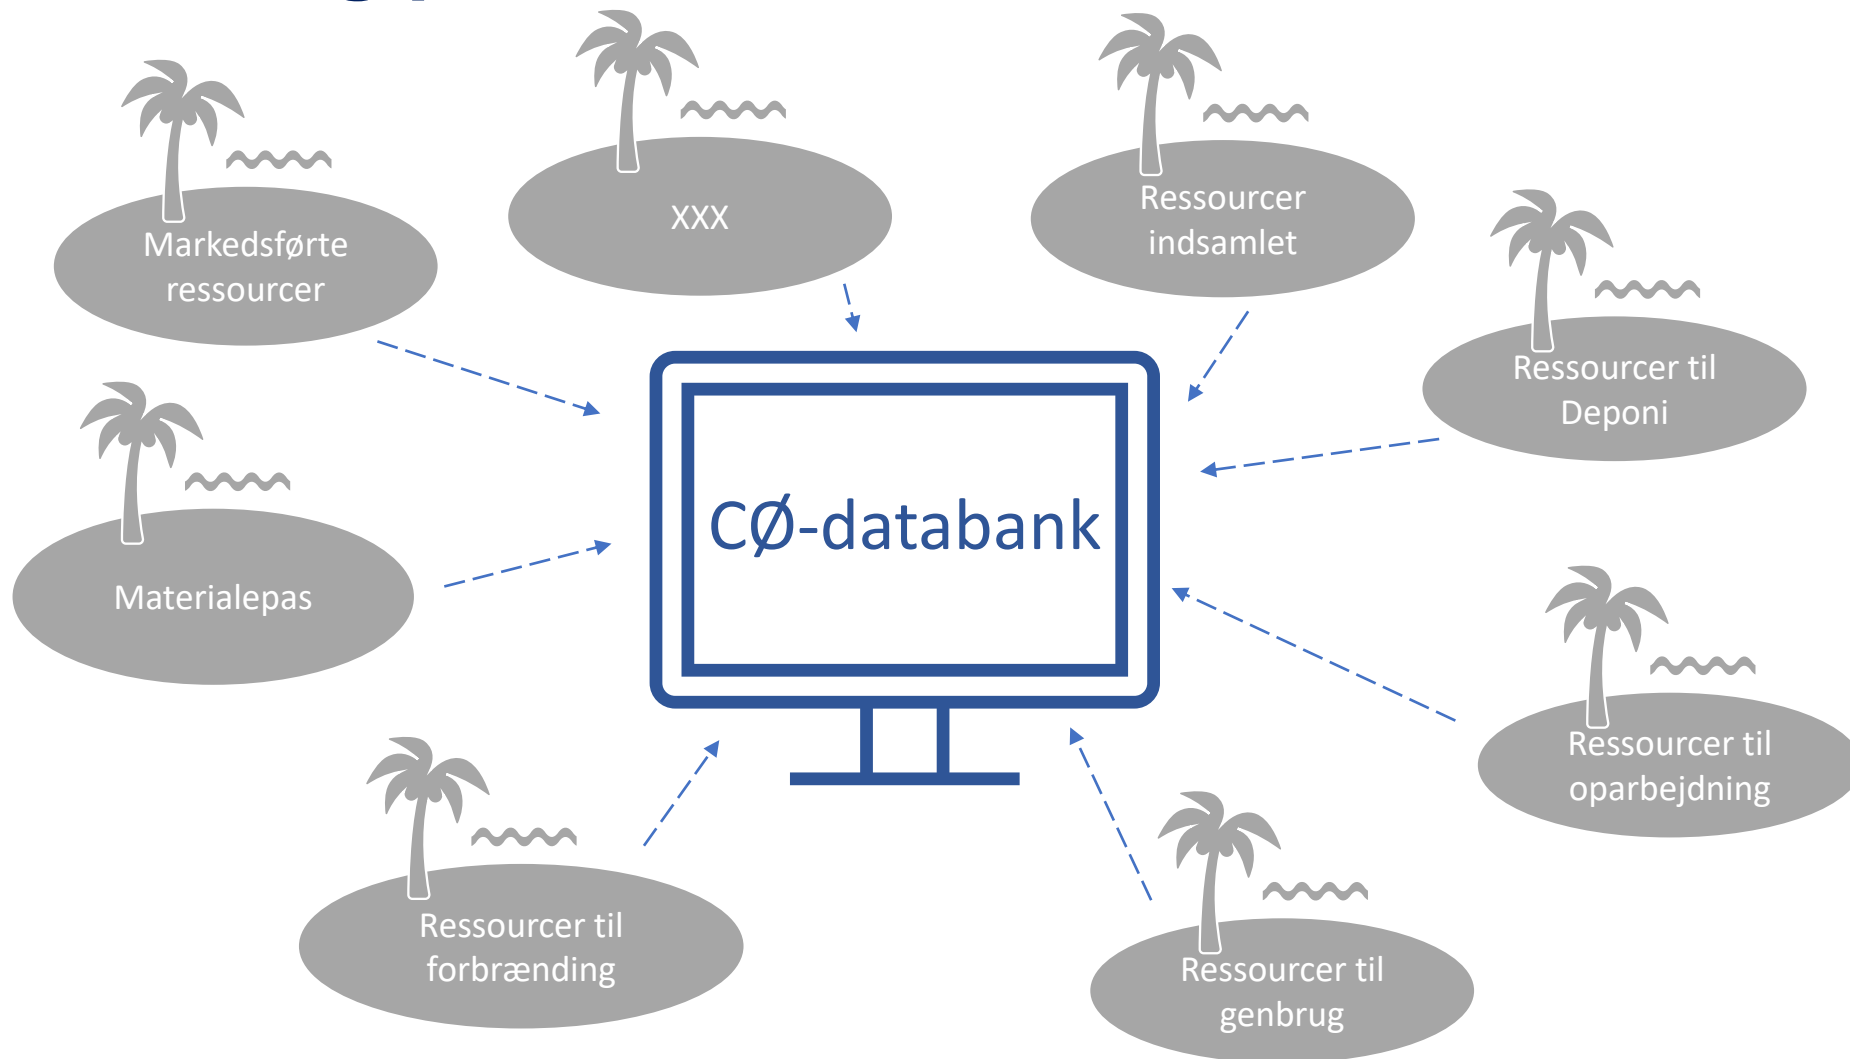 XXX
Ressourcer
indsamlet
Markedsførte
ressourcer
Ressourcer til
Deponi
CØ-databank
Materialepas
Ressourcer til
oparbejdning
Ressourcer til
forbrænding
Ressourcer til
genbrug